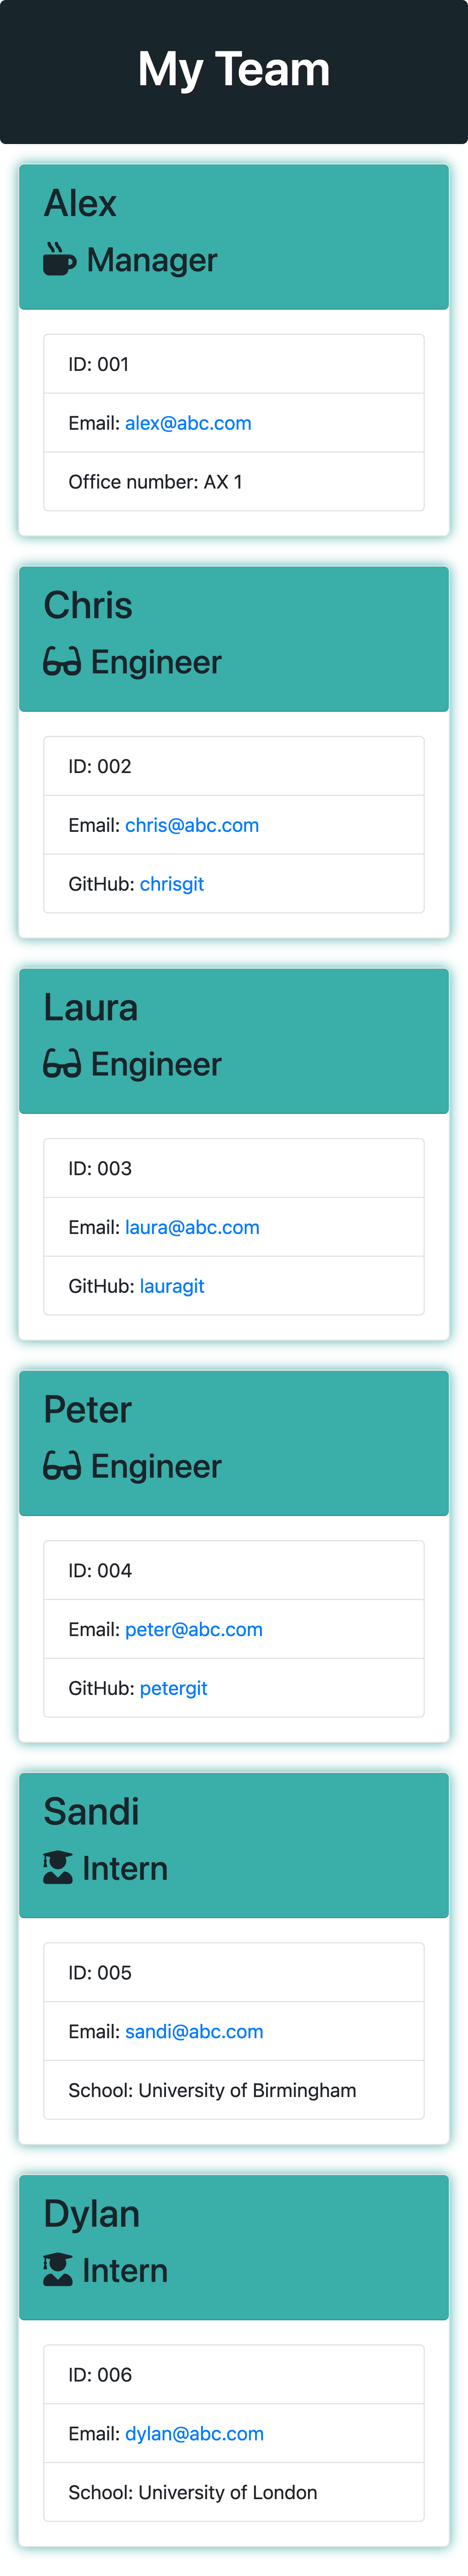 My Team
Alex
Manager
ID: 001
Email: alex@abc.com
Office number: AX 1
Chris
Engineer
ID: 002
Email: chris@abc.com
GitHub: chrisgit
Laura
Engineer
ID: 003
Email: laura@abc.com
GitHub: lauragit
Peter
Engineer
ID: 004
Email: peter@abc.com
GitHub: petergit
Sandi
Intern
ID: 005
Email: sandi@abc.com
School: University of Birmingham
Dylan
Intern
ID: 006
Email: dylan@abc.com
School: University of London